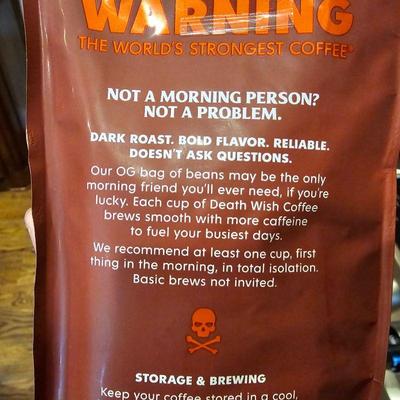 WARNING
THE WORLD'S STRONGEST COFFEE®
NOT A MORNING PERSON?
NOT A PROBLEM.
DARK ROAST. BOLD FLAVOR. RELIABLE.
DOESN'T ASK QUESTIONS.
Our OG bag of beans may be the only
morning friend you'll ever need, if you're
lucky. Each cup of Death Wish Coffee
brews smooth with more caffeine
to fuel your busiest days.
We recommend at least one cup, first
thing in the morning, in total isolation.
Basic brews not invited.
STORAGE & BREWING
Keep your coffee stored in a cool,